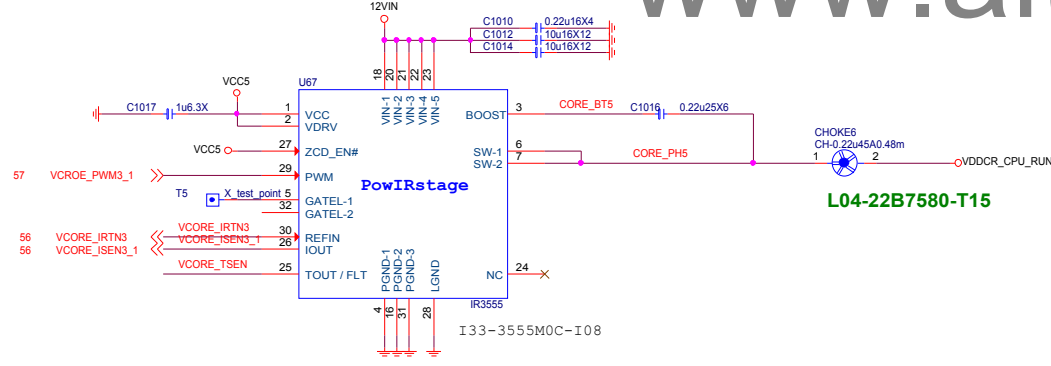 www.al
12VIN
C1010 0.22u16X4
C1012 10u16X12
C1014 10u16X12
18 20 21 22 23
VCC5
U67
C1017 1u6.3X
1 VCC
2 VDRV
VIN-1 VIN-2 VIN-3 VIN-4 VIN-5
BOOST 3 CORE_BT5 C1016 0.22u25X6
VCC5 27 ZCD_EN#
SW-1 6
SW-2 7 CORE_PH5
CHOKE6
CH-0.22u45A0.48m
1 2 VDDCR_CPU_RUN
57 VCROE_PWM3_1 29 PWM
PowIRstage
T5 X_test_point 5 GATEL-1
32 GATEL-2
L04-22B7580-T15
56 VCORE_IRTN3 VCORE_IRTN3 30 REFIN
56 VCORE_ISEN3_1 VCORE_ISEN3_1 26 IOUT
VCORE_TSEN 25 TOUT / FLT
PGND-1 PGND-2 PGND-3 LGND
NC 24
IR3555
4 16 31 28
I33-3555M0C-I08